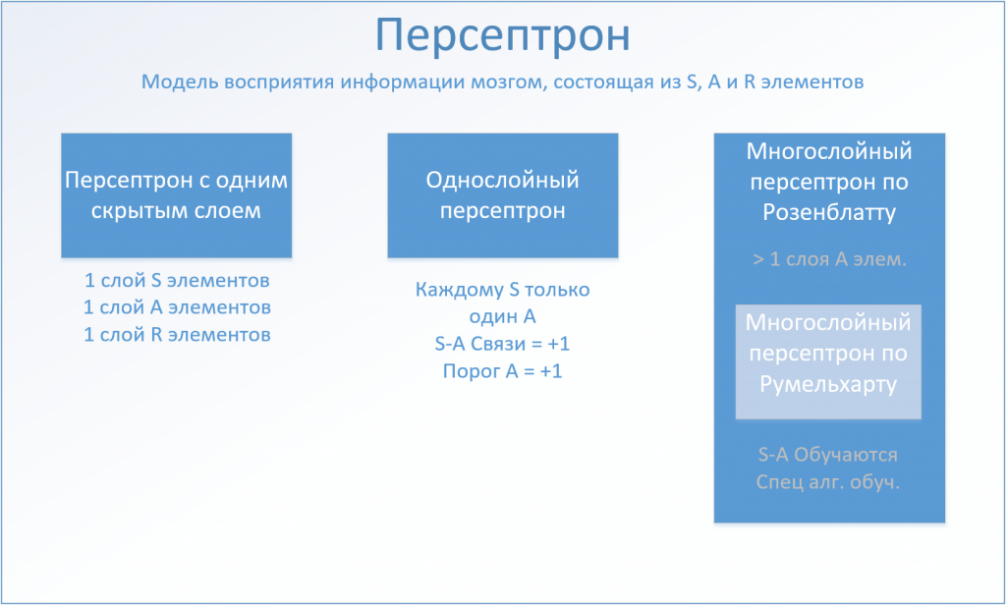 Персептрон
Модель восприятия информации мозгом, состоящая из S, A и R элементов
Персептрон с одним
скрытым слоем
1 слой S элементов
1 слой A элементов
1 слой R элементов
Однослойный
персептрон
Каждому S только
один A
S-A Связи = +1
Порог A = +1
Многослойный
персептрон по
Розенблатту
> 1 слоя A элем.
Многослойный
персептрон по
Румельхарту
S-A Обучаются
Спец алг. обуч.